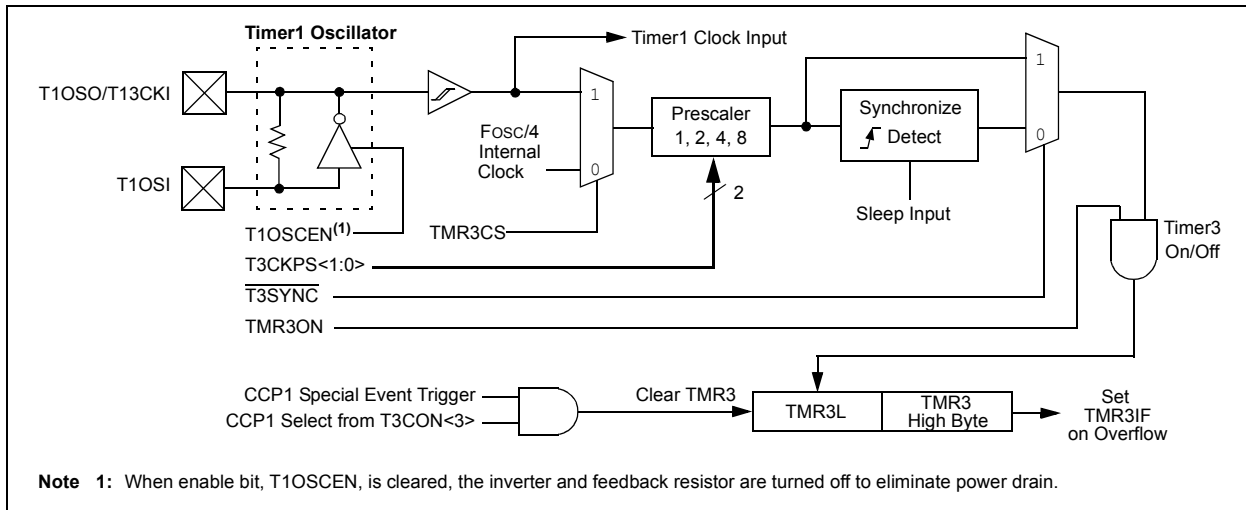 Timer1 Oscillator
Timer1 Clock Input
T1OSO/T13CKI
1
1
FOSC/4
Internal
Clock
0
Prescaler
1, 2, 4, 8
Synchronize
Detect
0
2
T1OSI
Sleep Input
T1OSCEN(1)
TMR3CS
Timer3
On/Off
T3CKPS<1:0>
T3SYNC
TMR3ON
CCP1 Special Event Trigger
CCP1 Select from T3CON<3>
Clear TMR3
TMR3L
TMR3
High Byte
Set
TMR3IF
on Overflow
Note 1: When enable bit, T1OSCEN, is cleared, the inverter and feedback resistor are turned off to eliminate power drain.